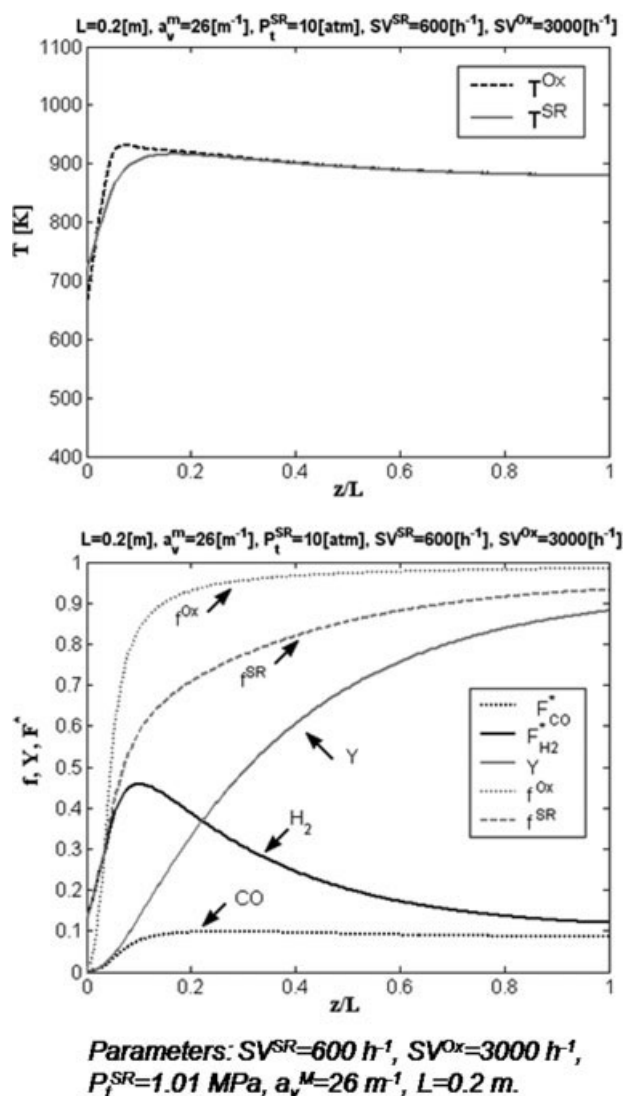 L=0.2[m], a_v^m=26[m^-1], P_t^SR=10[atm], SV^SR=600[h^-1], SV^Ox=3000[h^-1]
1100
1000
900
800
700
600
500
400
T [K]
T^Ox
T^SR
0 0.2 0.4 0.6 0.8 1
z/L
L=0.2[m], a_v^m=26[m^-1], P_t^SR=10[atm], SV^SR=600[h^-1], SV^Ox=3000[h^-1]
1
0.9
0.8
0.7
0.6
0.5
0.4
0.3
0.2
0.1
0
f, Y, F^*
f^Ox
f^SR
Y
H_2
CO
F^*_CO
F^*_H2
Y
f^Ox
f^SR
0 0.2 0.4 0.6 0.8 1
z/L
Parameters: SV^SR=600 h^-1, SV^Ox=3000 h^-1,
P_f^SR=1.01 MPa, a_v^M=26 m^-1, L=0.2 m.